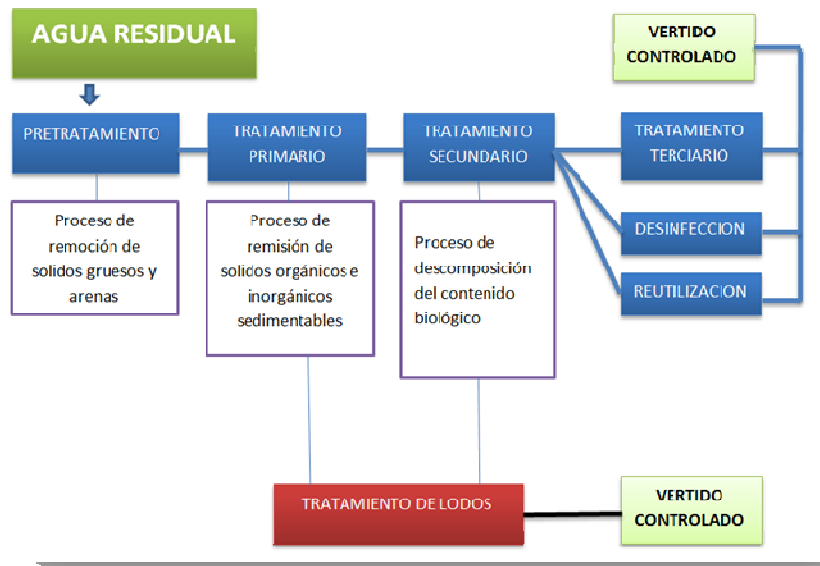 AGUA RESIDUAL
VERTIDO
CONTROLADO
PRETRATAMIENTO
TRATAMIENTO
PRIMARIO
TRATAMIENTO
SECUNDARIO
TRATAMIENTO
TERCIARIO
Proceso de
remoción de
solidos gruesos y
arenas
Proceso de
remisión de
solidos orgánicos e
inorgánicos
sedimentables
Proceso de
descomposición
del contenido
biológico
DESINFECCION
REUTILIZACION
TRATAMIENTO DE LODOS
VERTIDO
CONTROLADO